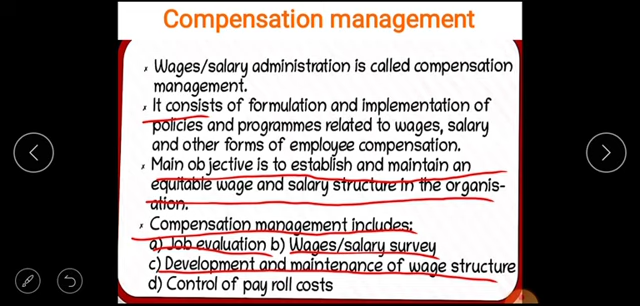 Compensation management
Wages/salary administration is called compensation
management.
It consists of formulation and implementation of
policies and programmes related to wages, salary
and other forms of employee compensation.
Main objective is to establish and maintain an
equitable wage and salary structure in the organis-
ation.
Compensation management includes:
a) Job evaluation b) Wages/salary survey
c) Development and maintenance of wage structure
d) Control of pay roll costs